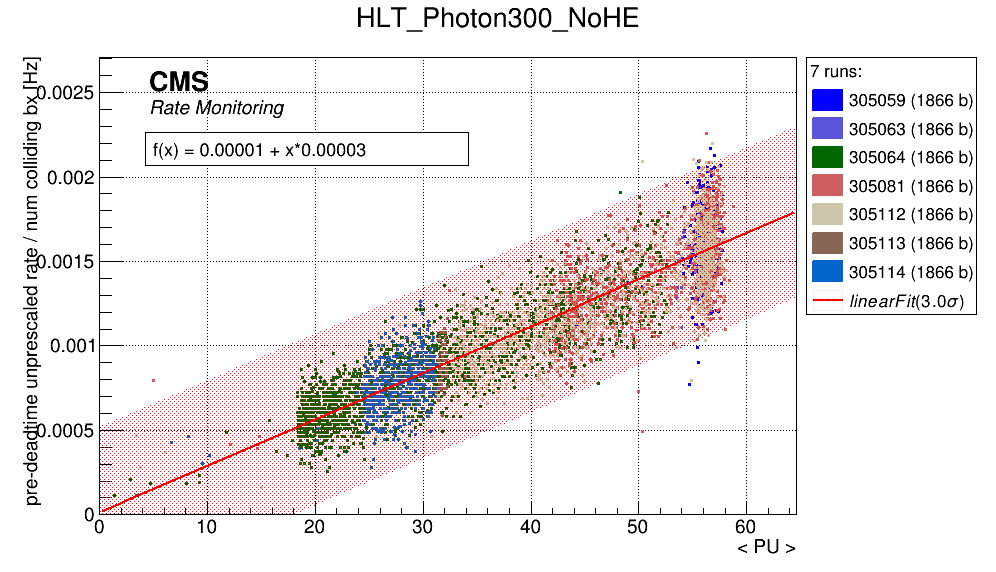 HLT_Photon300_NoHE
pre-deadtime unprescaled rate / num colliding bx [Hz]
CMS
Rate Monitoring
f(x) = 0.00001 + x*0.00003
0.0025
0.002
0.0015
0.001
0.0005
0
0 10 20 30 40 50 60
< PU >
7 runs:
305059 (1866 b)
305063 (1866 b)
305064 (1866 b)
305081 (1866 b)
305112 (1866 b)
305113 (1866 b)
305114 (1866 b)
linearFit(3.0σ)